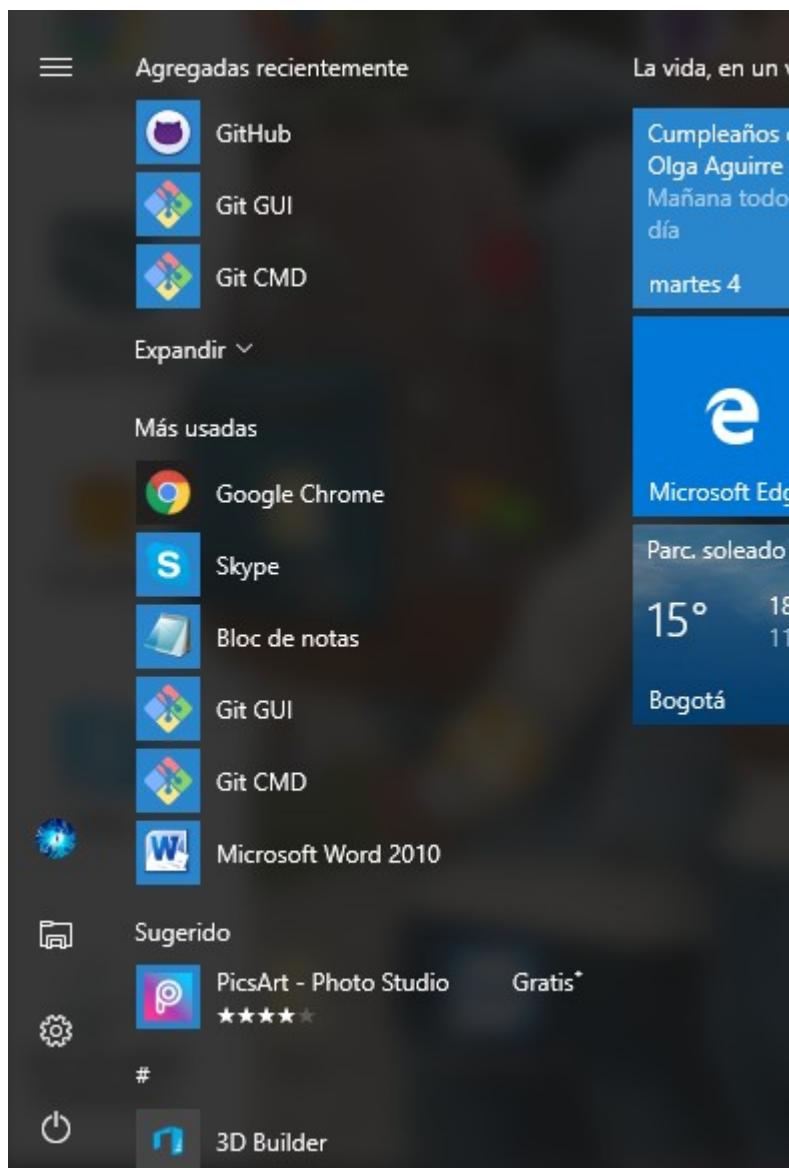 Agregadas recientemente
GitHub
Git GUI
Git CMD
Expandir
Más usadas
Google Chrome
Skype
Bloc de notas
Git GUI
Git CMD
Microsoft Word 2010
Sugerido
PicsArt - Photo Studio Gratis*
#
3D Builder
La vida, en un
Cumpleaños
Olga Aguirre
Mañana todo
día
martes 4
Microsoft
Parc. soleado
15°
Bogotá